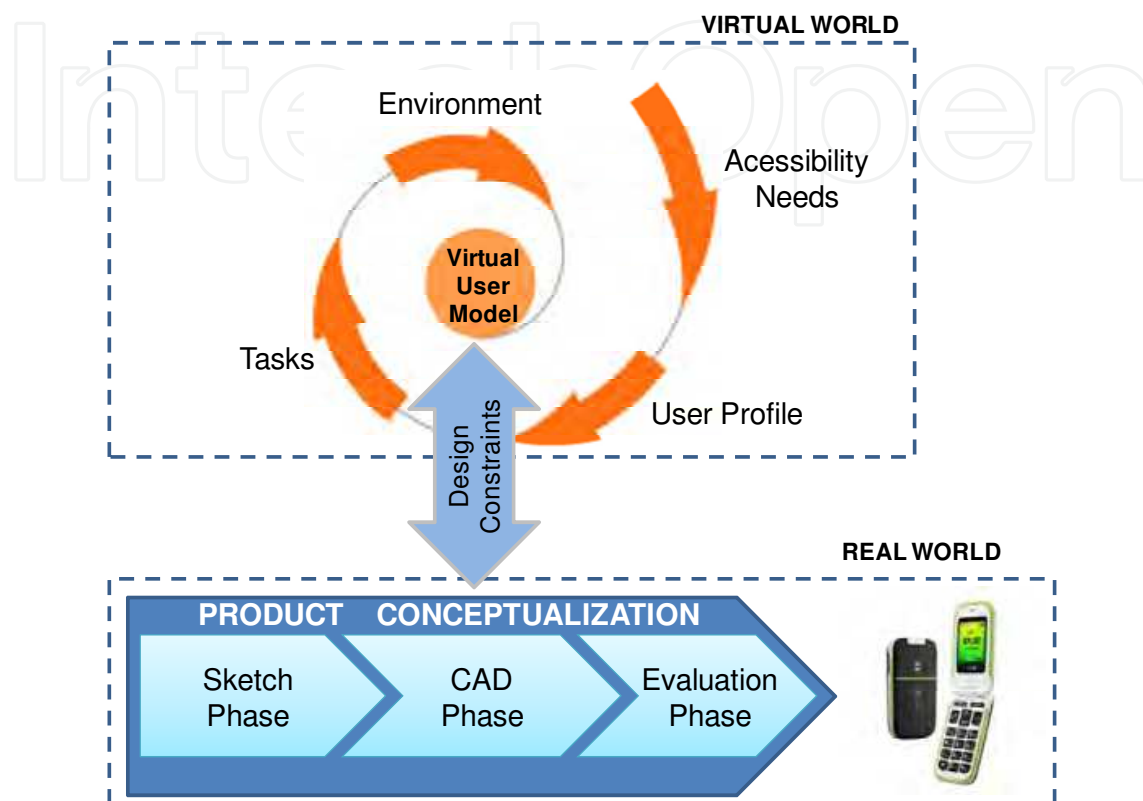 VIRTUAL WORLD
IntechOpen
Environment
Acessibility
Needs
Virtual
User
Model
Tasks
User Profile
Design
Constraints
REAL WORLD
PRODUCT CONCEPTUALIZATION
Sketch
Phase
CAD
Phase
Evaluation
Phase